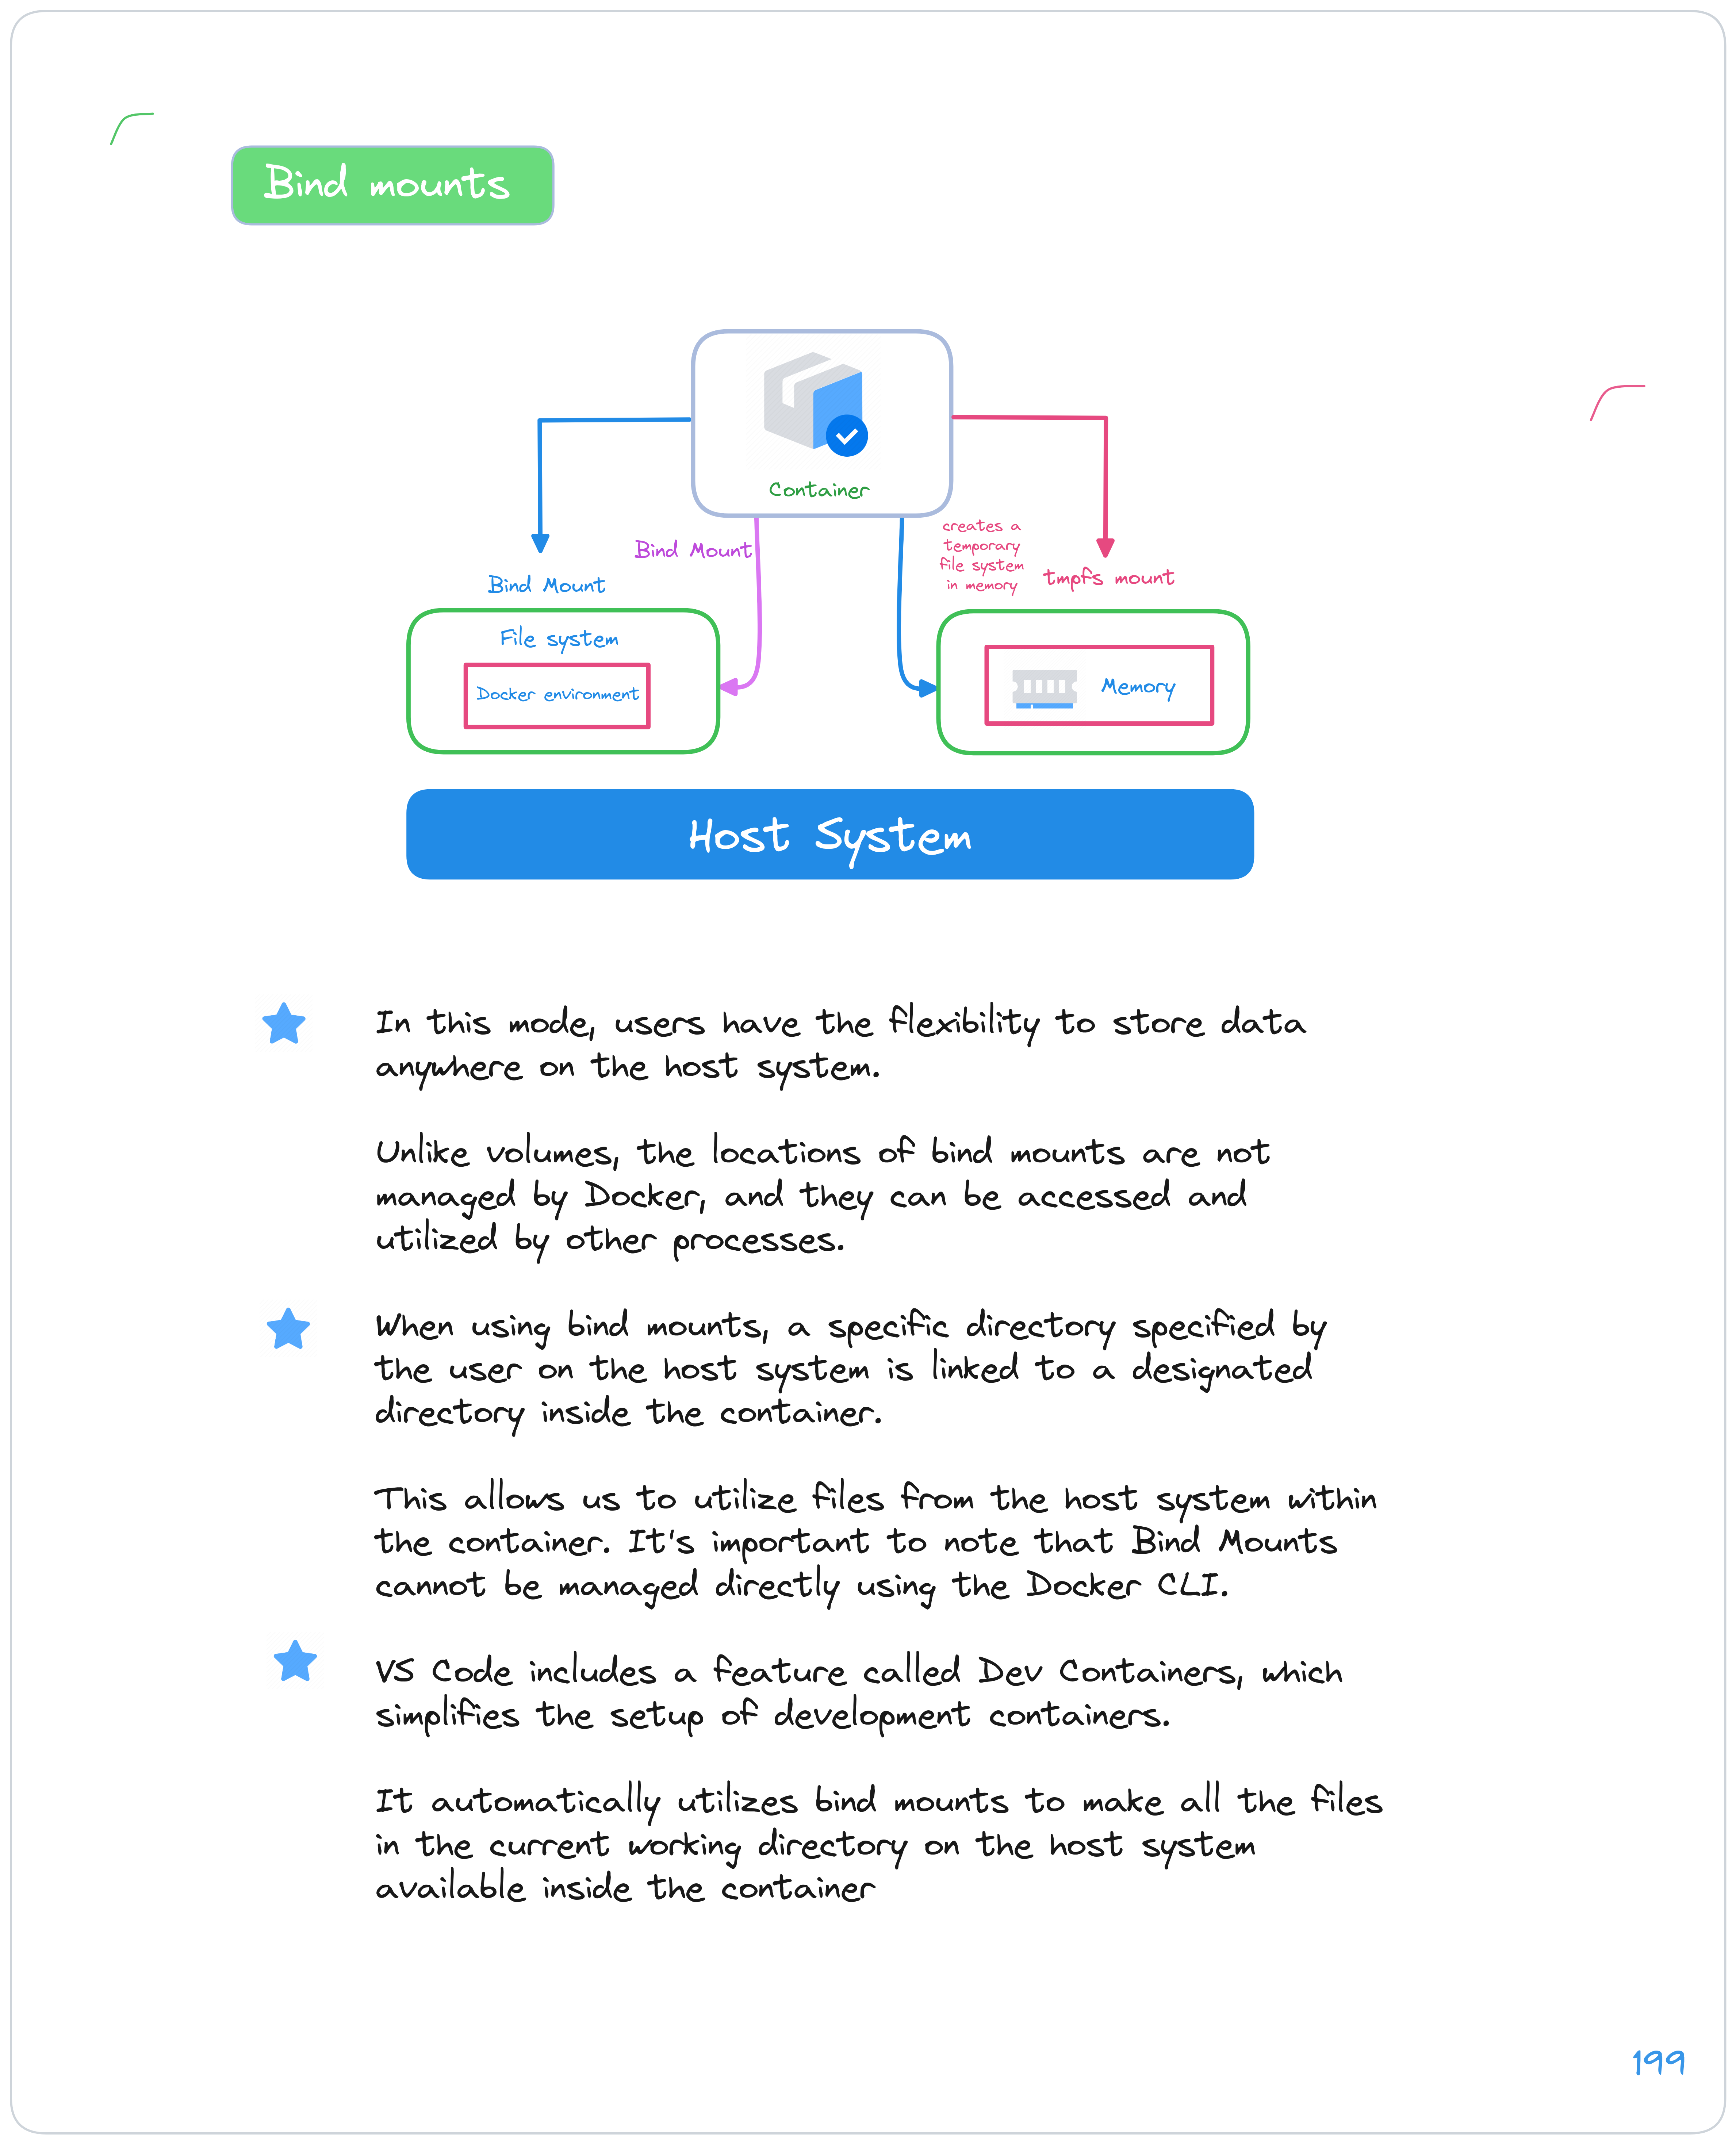 Bind mounts
Container
Bind Mount
Bind Mount
creates a
temporary
file system
in memory
tmpfs mount
File system
Docker environment
Memory
Host System
In this mode, users have the flexibility to store data
anywhere on the host system.
Unlike volumes, the locations of bind mounts are not
managed by Docker, and they can be accessed and
utilized by other processes.
When using bind mounts, a specific directory specified by
the user on the host system is linked to a designated
directory inside the container.
This allows us to utilize files from the host system within
the container. It's important to note that Bind Mounts
cannot be managed directly using the Docker CLI.
VS Code includes a feature called Dev Containers, which
simplifies the setup of development containers.
It automatically utilizes bind mounts to make all the files
in the current working directory on the host system
available inside the container
199